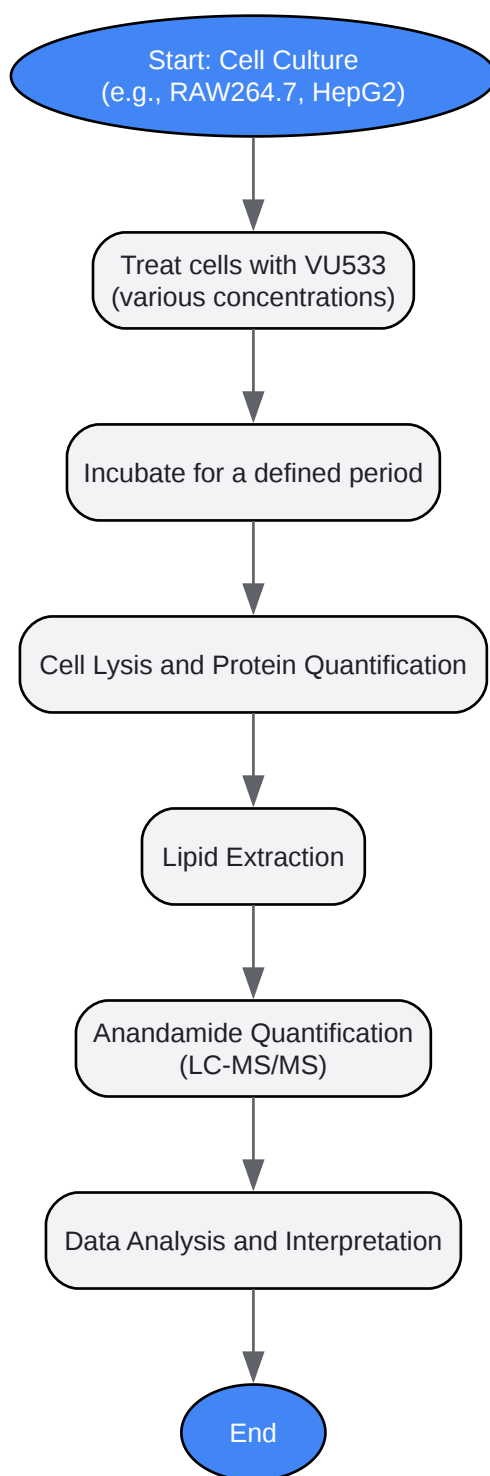 Start: Cell Culture
(e.g., RAW264.7, HepG2)
Treat cells with VU533
(various concentrations)
Incubate for a defined period
Cell Lysis and Protein Quantification
Lipid Extraction
Anandamide Quantification
(LC-MS/MS)
Data Analysis and Interpretation
End